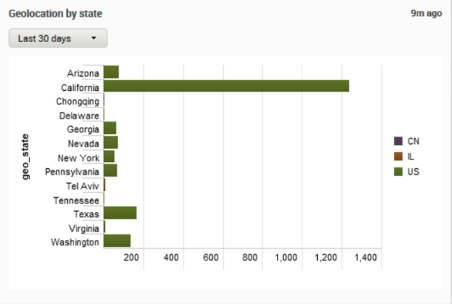 Geolocation by state
9m ago
Last 30 days
Arizona
California
Chongqing
Delaware
Georgia
Nevada
New York
Pennsylvania
Tel Aviv
Tennessee
Texas
Virginia
Washington
geo_state
200 400 600 800 1,000 1,200 1,400
CN
IL
US